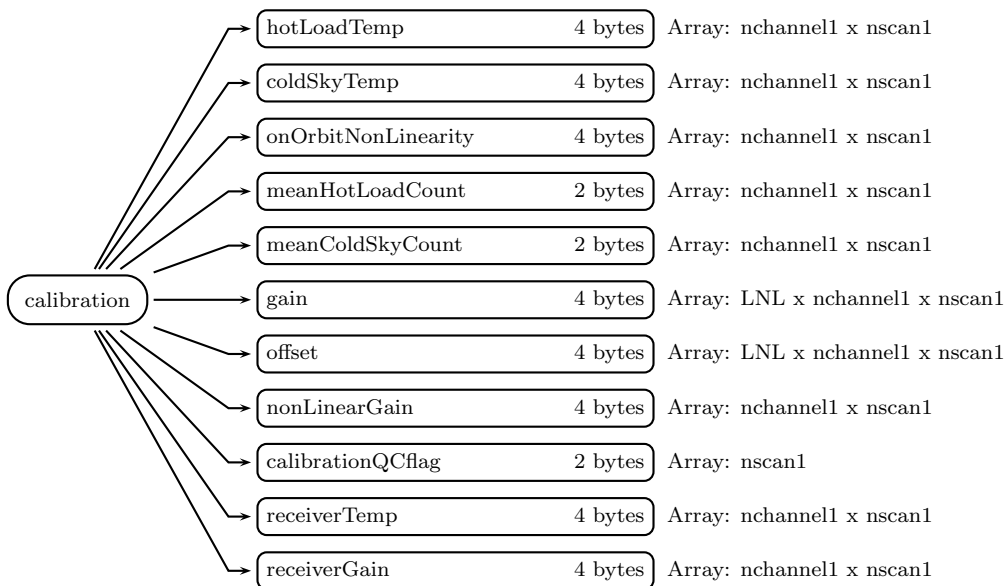 hotLoadTemp 4 bytes Array: nchannel1 x nscan1
coldSkyTemp 4 bytes Array: nchannel1 x nscan1
onOrbitNonLinearity 4 bytes Array: nchannel1 x nscan1
meanHotLoadCount 2 bytes Array: nchannel1 x nscan1
meanColdSkyCount 2 bytes Array: nchannel1 x nscan1
calibration gain 4 bytes Array: LNL x nchannel1 x nscan1
offset 4 bytes Array: LNL x nchannel1 x nscan1
nonLinearGain 4 bytes Array: nchannel1 x nscan1
calibrationQCflag 2 bytes Array: nscan1
receiverTemp 4 bytes Array: nchannel1 x nscan1
receiverGain 4 bytes Array: nchannel1 x nscan1